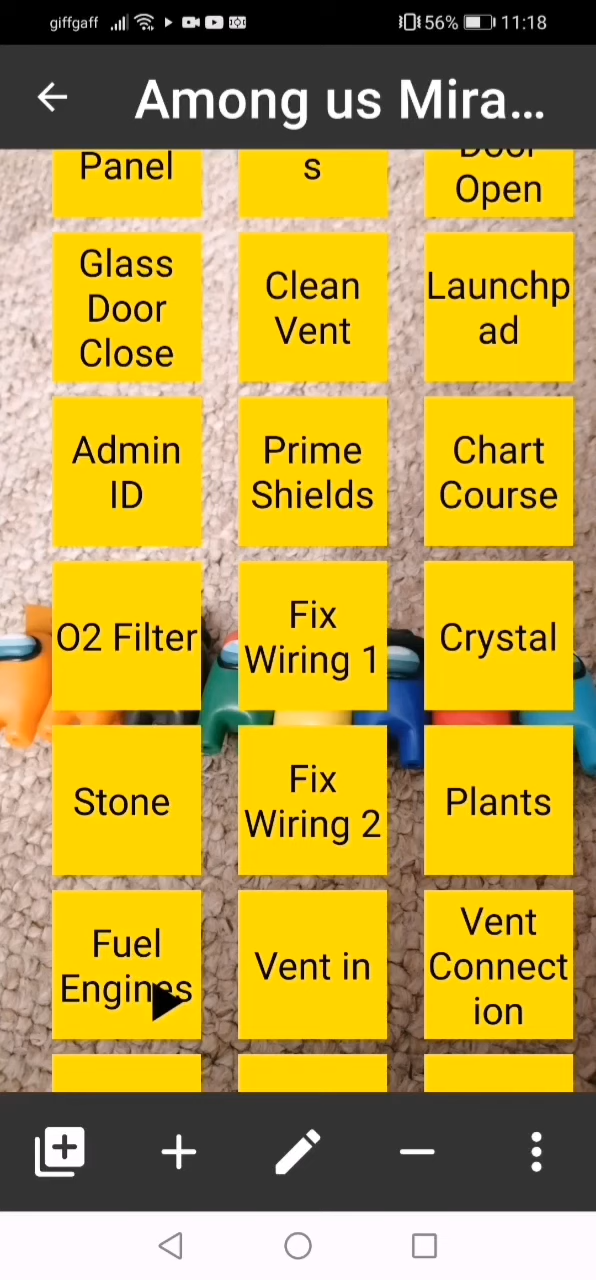 giffgaff 56% 11:18
Among us Mira...
Panel
s
Door
Open
Glass
Door
Close
Clean
Vent
Launchp
ad
Admin
ID
Prime
Shields
Chart
Course
O2 Filter
Fix
Wiring 1
Crystal
Stone
Fix
Wiring 2
Plants
Fuel
Engines
Vent in
Vent
Connect
ion